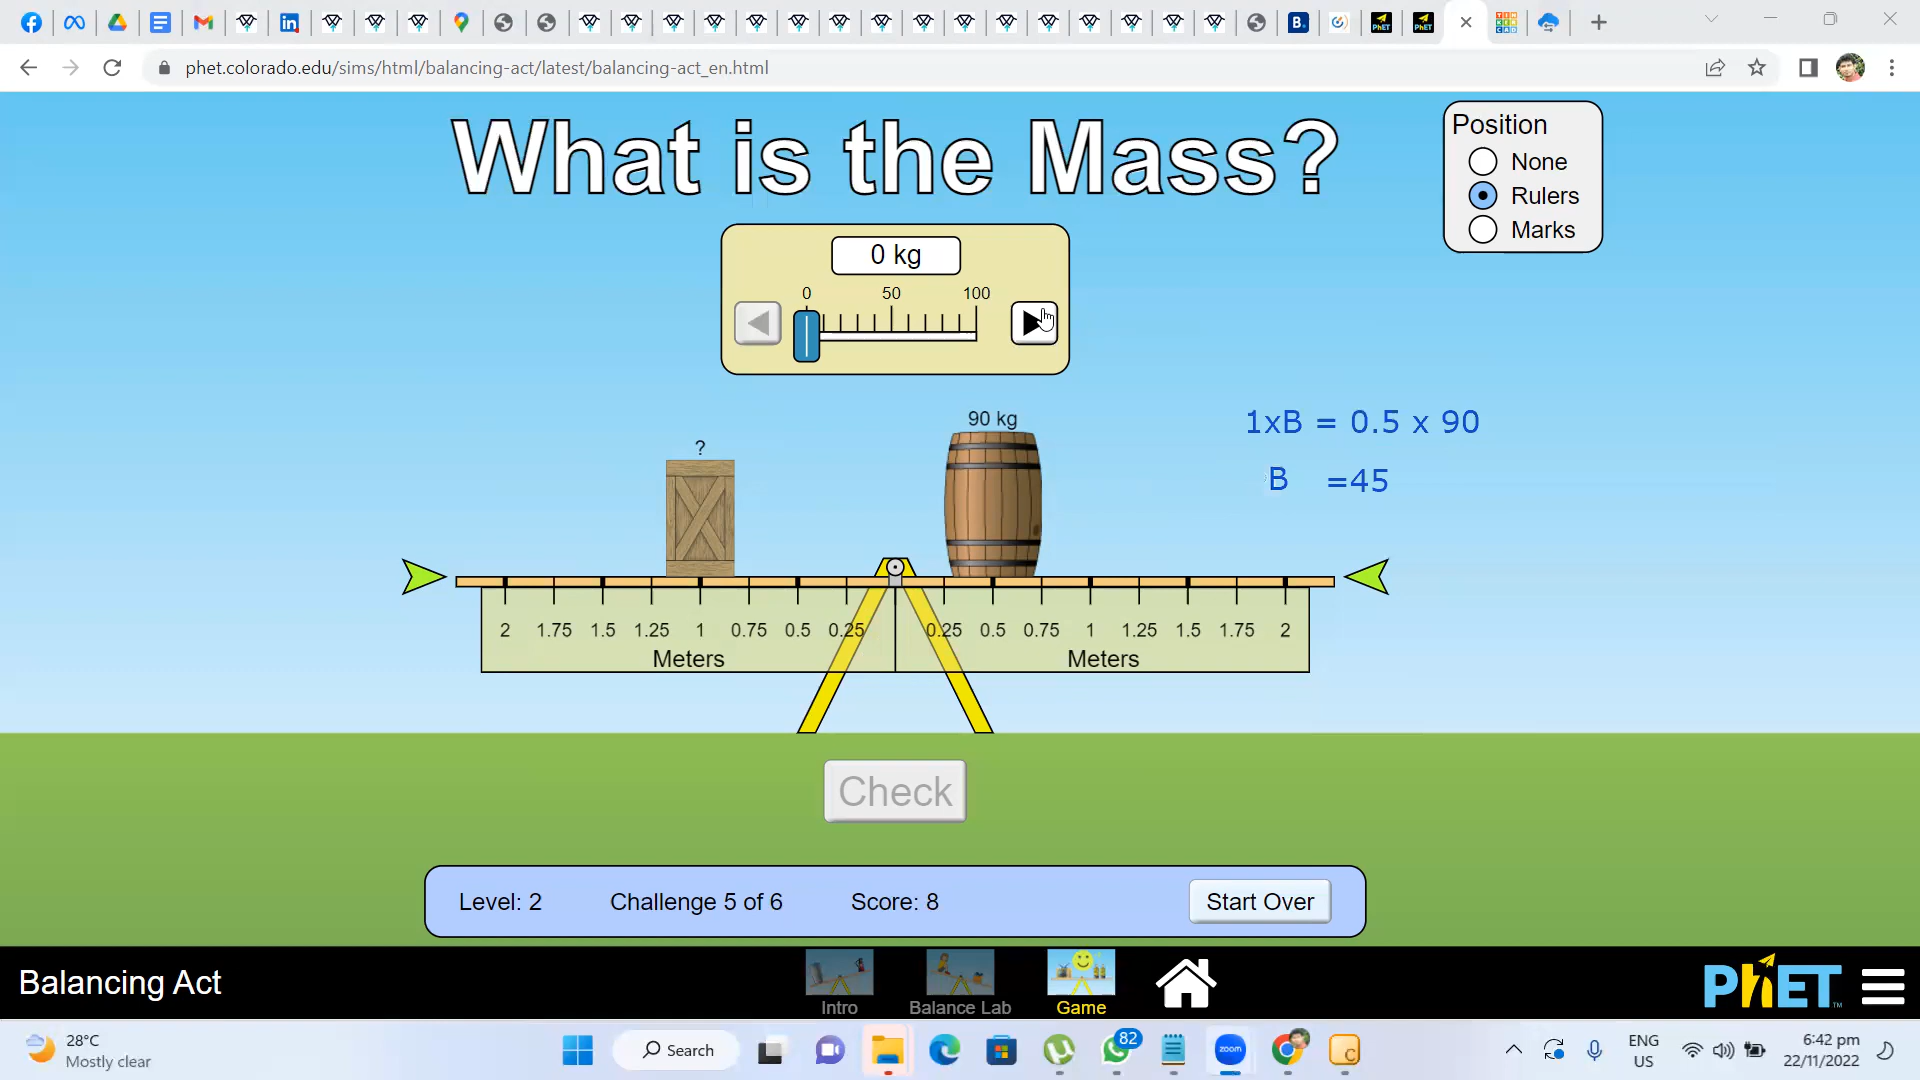 B.
PhET
PhET
phet.colorado.edu/sims/html/balancing-act/latest/balancing-act_en.html
What is the Mass?
Position
None
Rulers
Marks
0 kg
0 50 100
90 kg
?
1xB = 0.5 x 90
B =45
2 1.75 1.5 1.25 1 0.75 0.5 0.25 0.25 0.5 0.75 1 1.25 1.5 1.75 2
Meters Meters
Check
Level: 2 Challenge 5 of 6 Score: 8 Start Over
Balancing Act
Intro Balance Lab Game
PhET
28°C
Mostly clear
Search
82
zoom
C
ENG
US
6:42 pm
22/11/2022